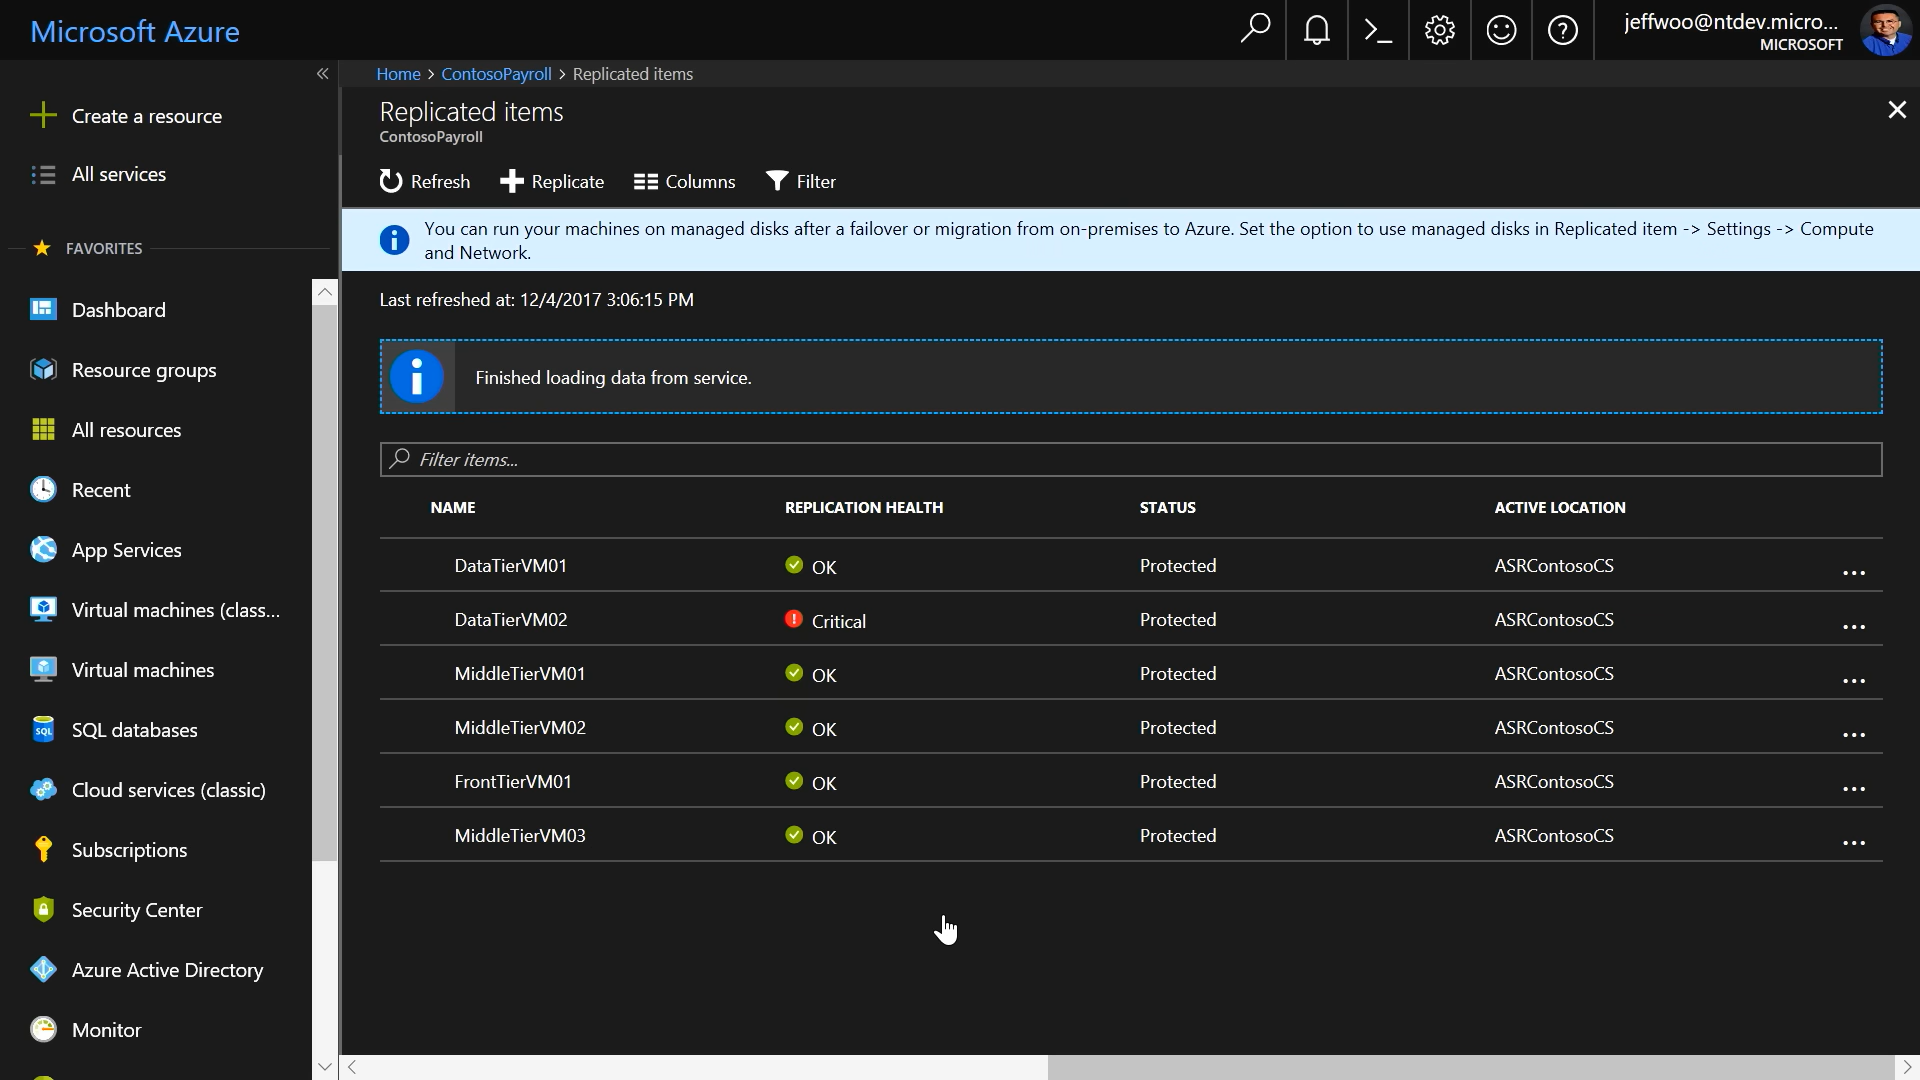 Microsoft Azure
jeffwoo@ntdev.micro...
MICROSOFT
Home > ContosoPayroll > Replicated items
Create a resource
All services
FAVORITES
Dashboard
Resource groups
All resources
Recent
App Services
Virtual machines (class...
Virtual machines
SQL databases
Cloud services (classic)
Subscriptions
Security Center
Azure Active Directory
Monitor
Replicated items
ContosoPayroll
Refresh Replicate Columns Filter
You can run your machines on managed disks after a failover or migration from on-premises to Azure. Set the option to use managed disks in Replicated item -> Settings -> Compute
and Network.
Last refreshed at: 12/4/2017 3:06:15 PM
Finished loading data from service.
Filter items...
NAME REPLICATION HEALTH STATUS ACTIVE LOCATION
DataTierVM01 OK Protected ASRContosoCS ...
DataTierVM02 Critical Protected ASRContosoCS ...
MiddleTierVM01 OK Protected ASRContosoCS ...
MiddleTierVM02 OK Protected ASRContosoCS ...
FrontTierVM01 OK Protected ASRContosoCS ...
MiddleTierVM03 OK Protected ASRContosoCS ...